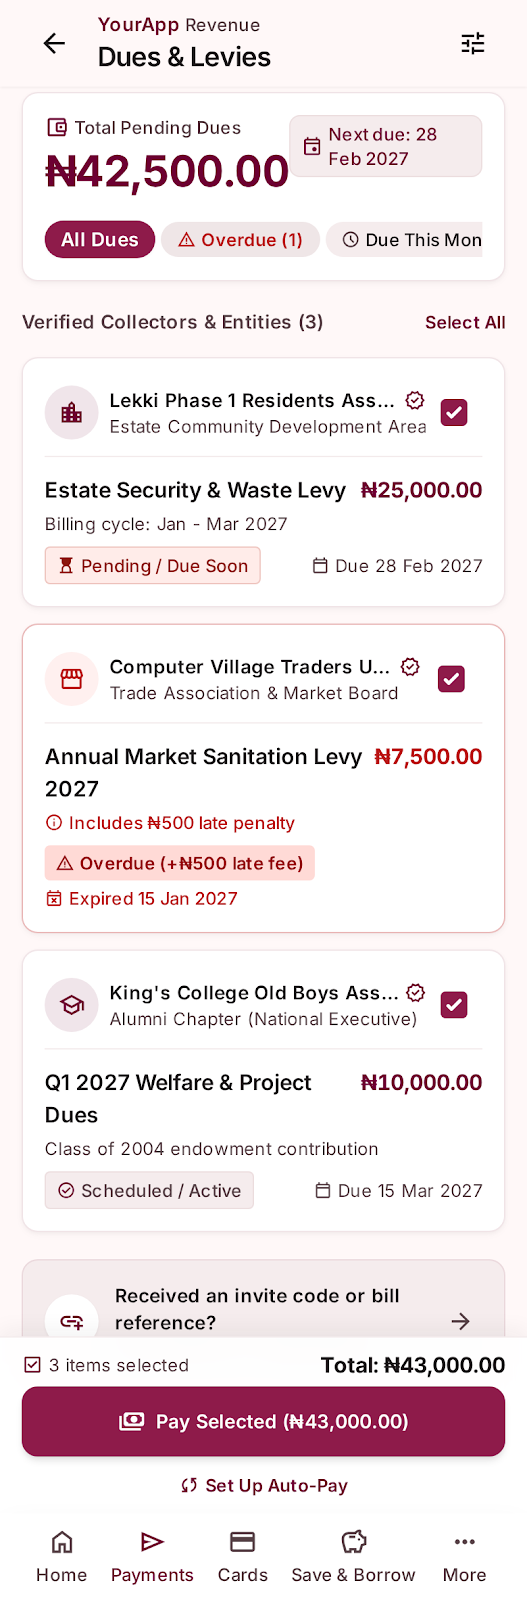 YourApp Revenue
Dues & Levies
Total Pending Dues
₦42,500.00
Next due: 28
Feb 2027
All Dues
Overdue (1)
Due This Mon
Verified Collectors & Entities (3)
Select All
Lekki Phase 1 Residents Ass...
Estate Community Development Area
Estate Security & Waste Levy
₦25,000.00
Billing cycle: Jan - Mar 2027
Pending / Due Soon
Due 28 Feb 2027
Computer Village Traders U...
Trade Association & Market Board
Annual Market Sanitation Levy
2027
₦7,500.00
Includes ₦500 late penalty
Overdue (+₦500 late fee)
Expired 15 Jan 2027
King's College Old Boys Ass...
Alumni Chapter (National Executive)
Q1 2027 Welfare & Project
Dues
₦10,000.00
Class of 2004 endowment contribution
Scheduled / Active
Due 15 Mar 2027
Received an invite code or bill
reference?
3 items selected
Total: ₦43,000.00
Pay Selected (₦43,000.00)
Set Up Auto-Pay
Home
Payments
Cards
Save & Borrow
More